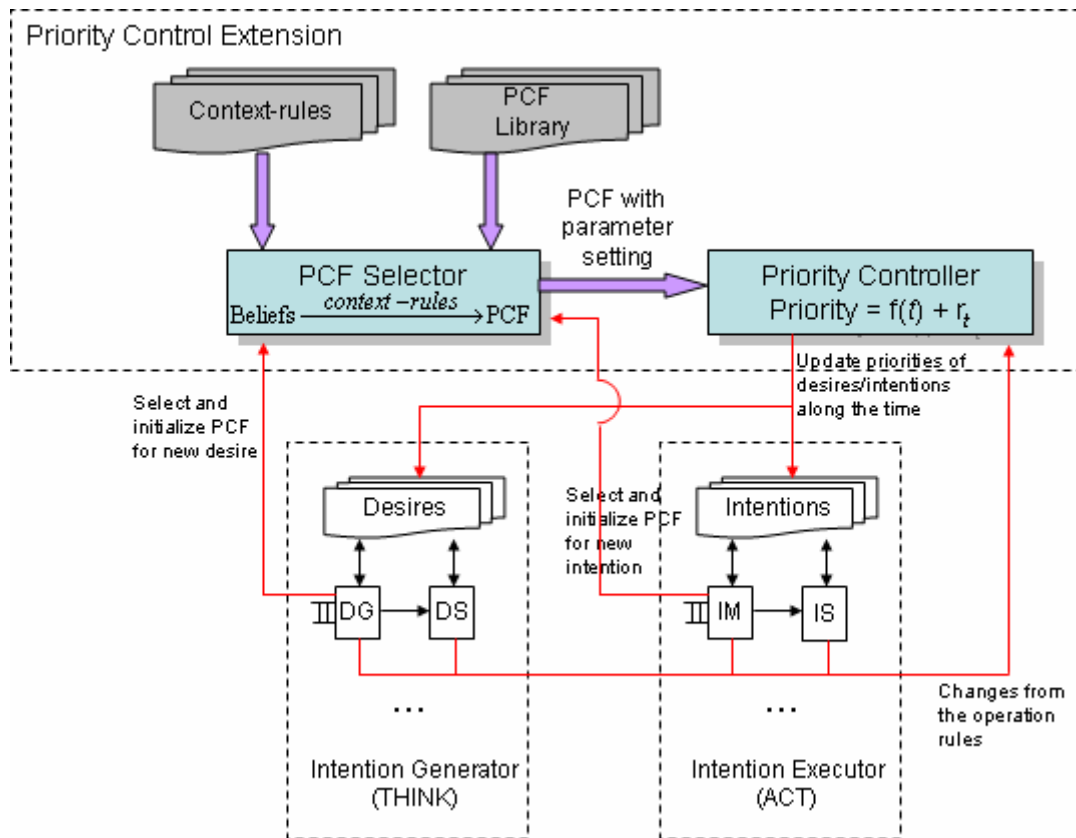 Priority Control Extension
Context-rules
PCF
Library
PCF with
parameter
setting
PCF Selector
context-rules
Beliefs PCF
Priority Controller
Priority = f(t) + rₜ
Update priorities of
desires/intentions
along the time
Select and
initialize PCF
for new desire
Desires
Select and
initialize PCF
for new
intention
Intentions
DG
DS
IM
IS
Changes from
the operation
rules
...
...
Intention Generator
(THINK)
Intention Executor
(ACT)